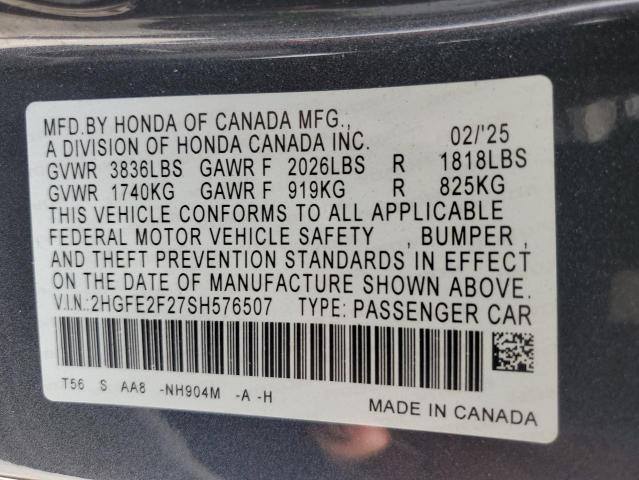 MFD.BY HONDA OF CANADA MFG.,
A DIVISION OF HONDA CANADA INC. 02/'25
GVWR 3836LBS GAWR F 2026LBS R 1818LBS
GVWR 1740KG GAWR F 919KG R 825KG
THIS VEHICLE CONFORMS TO ALL APPLICABLE
FEDERAL MOTOR VEHICLE SAFETY , BUMPER ,
AND THEFT PREVENTION STANDARDS IN EFFECT
ON THE DATE OF MANUFACTURE SHOWN ABOVE.
V.I.N.:2HGFE2F27SH576507 TYPE: PASSENGER CAR
T56 S AA8 -NH904M -A -H
MADE IN CANADA